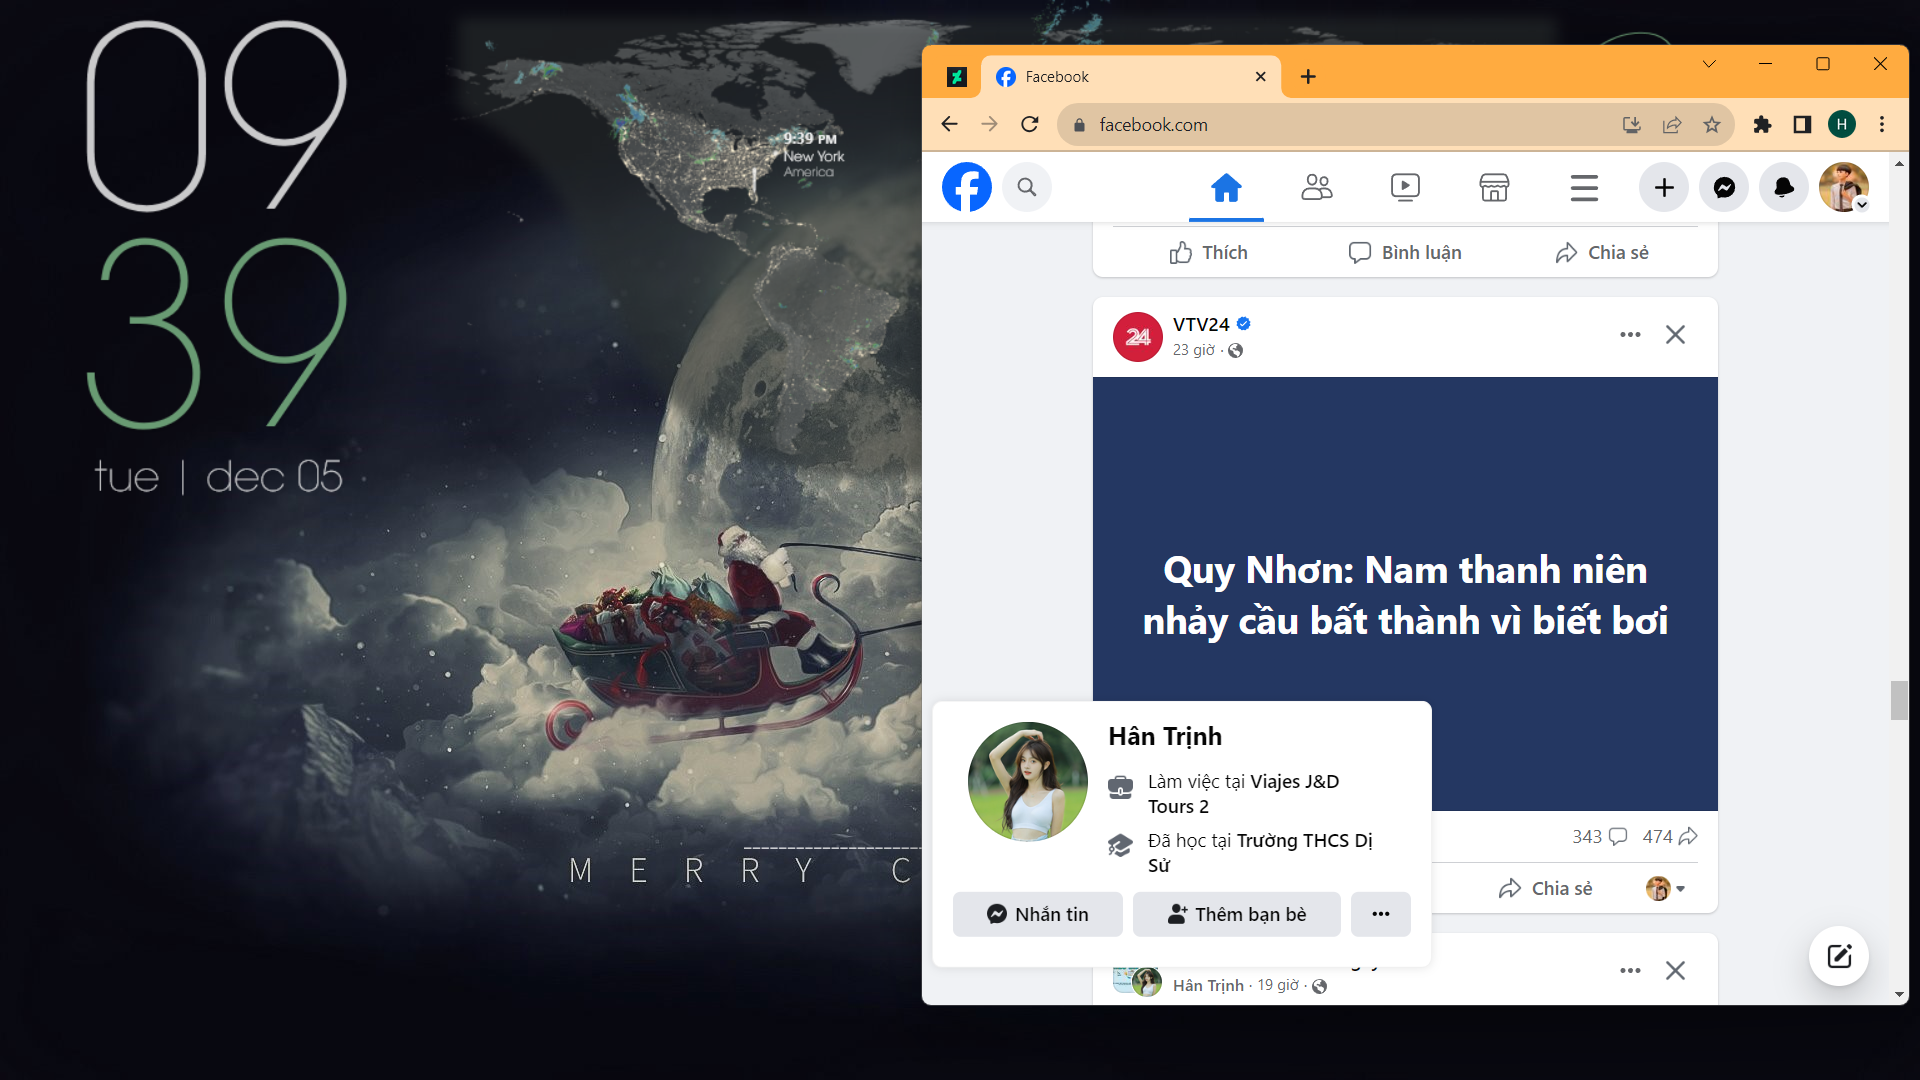 09
39
tue | dec 05
9:39 PM
New York
America
MERRY C
Facebook
facebook.com
H
Thích
Bình luận
Chia sẻ
24
VTV24
23 giờ ·
Quy Nhơn: Nam thanh niên
nhảy cầu bất thành vì biết bơi
343
474
Chia sẻ
Hân Trịnh
Làm việc tại Viajes J&D
Tours 2
Đã học tại Trường THCS Dị
Sử
Nhắn tin
Thêm bạn bè
Hân Trịnh · 19 giờ ·